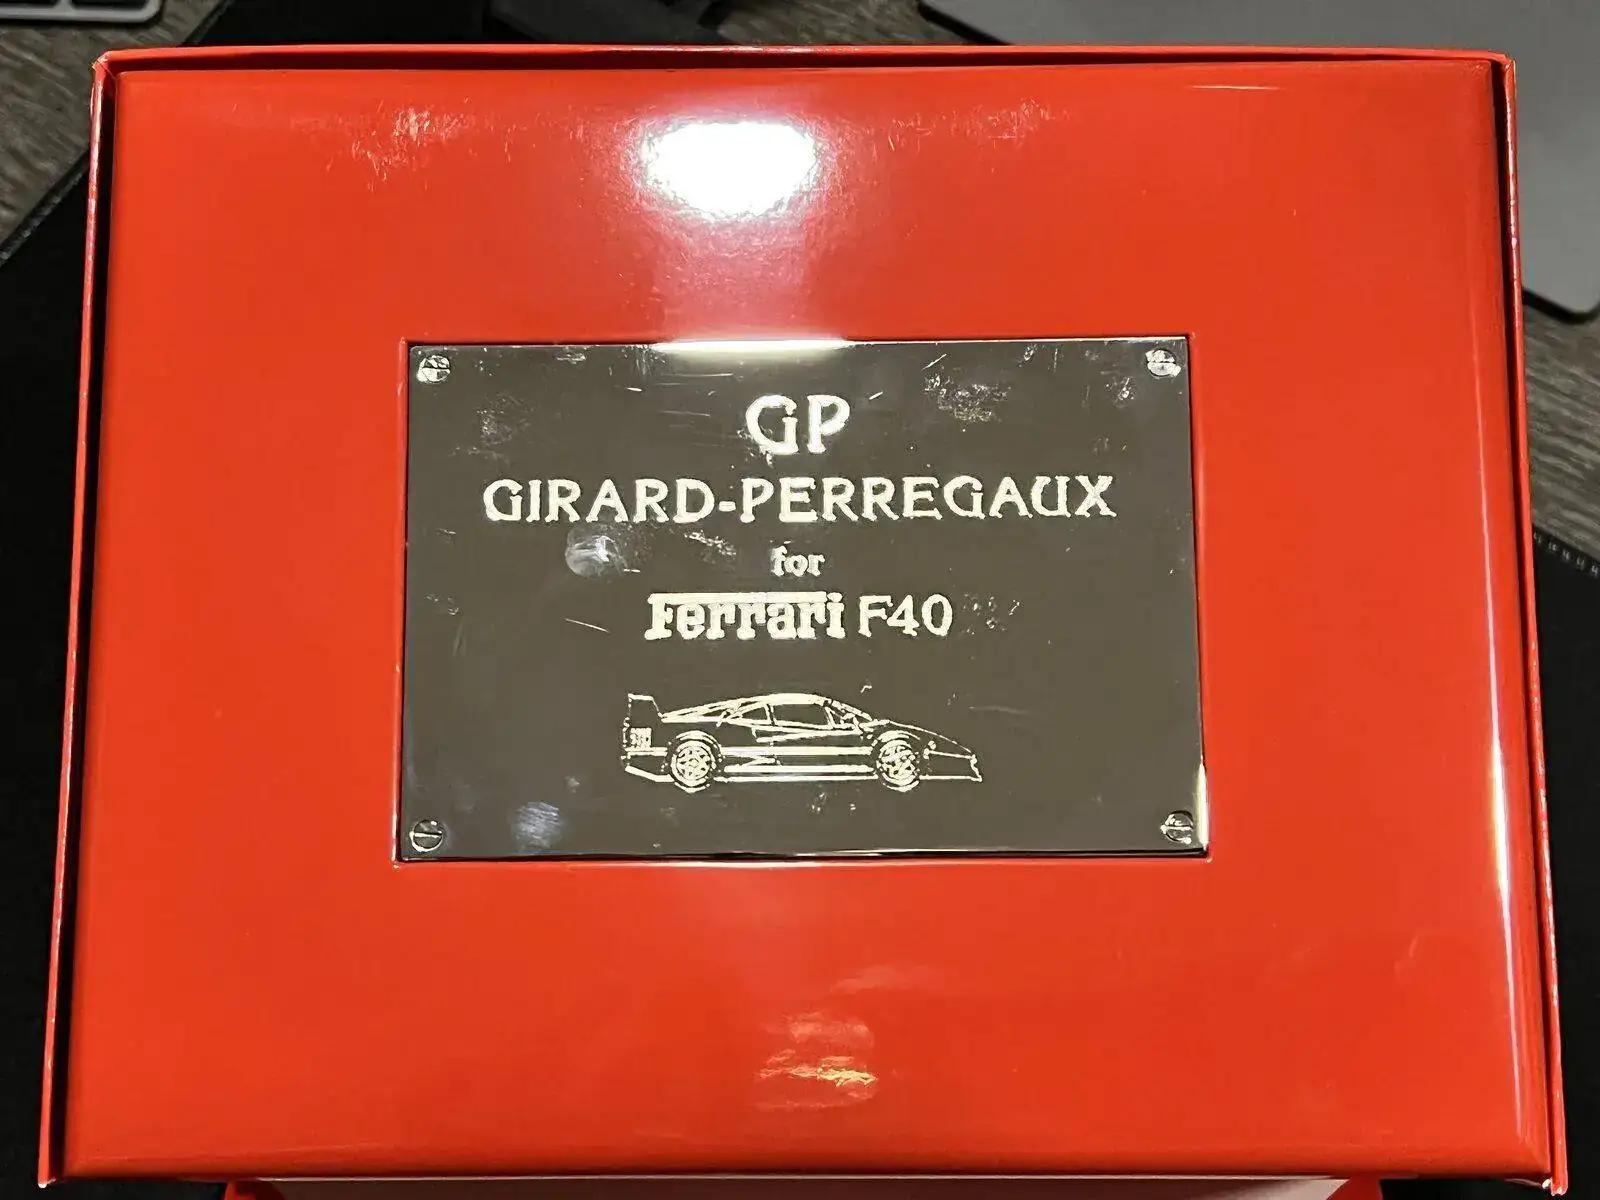 GP
GIRARD-PERREGAUX
for
Ferrari F40